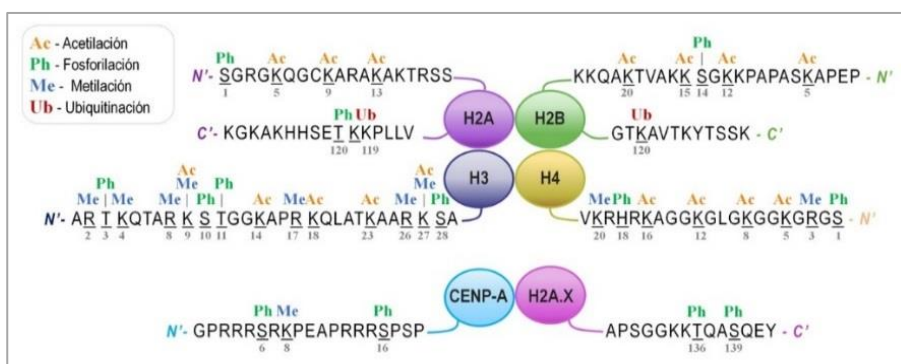 Ac - Acetilación
Ph - Fosforilación
Me - Metilación
Ub - Ubiquitinación
Ph Ac Ac Ac
N'- SGRGKQGCKARAKAKTRSS
1 5 9 13
Ac Ac Ph Ac Ac
KKQAKTVAKKSGKKPAPASKAPEP - N'
20 15 14 12 5
H2A H2B
Ph Ub
C'- KGKAKHHSETKKPLLV
120 119
Ub
GTKAVTKYTSSK - C'
120
H3 H4
Ac Ac
Ph Me Ph Me
Me Me Me Ph Ac Me Ac Ac Me Ph
N'- ARTKQTARKSTGGKAPRKQLATKAARKSA
2 3 4 8 9 10 11 14 17 18 23 26 27 28
Me Ph Ac Ac Ac Ac Me Ph
VKRHRKAGGKGLGKGGKGRGS - N'
20 18 16 12 8 5 3 1
CENP-A H2A.X
Ph Me Ph
N'- GPRRRSRKPEAPRRRSPSP
6 8 16
Ph Ph
APSGGKKTQASQEY - C'
136 139